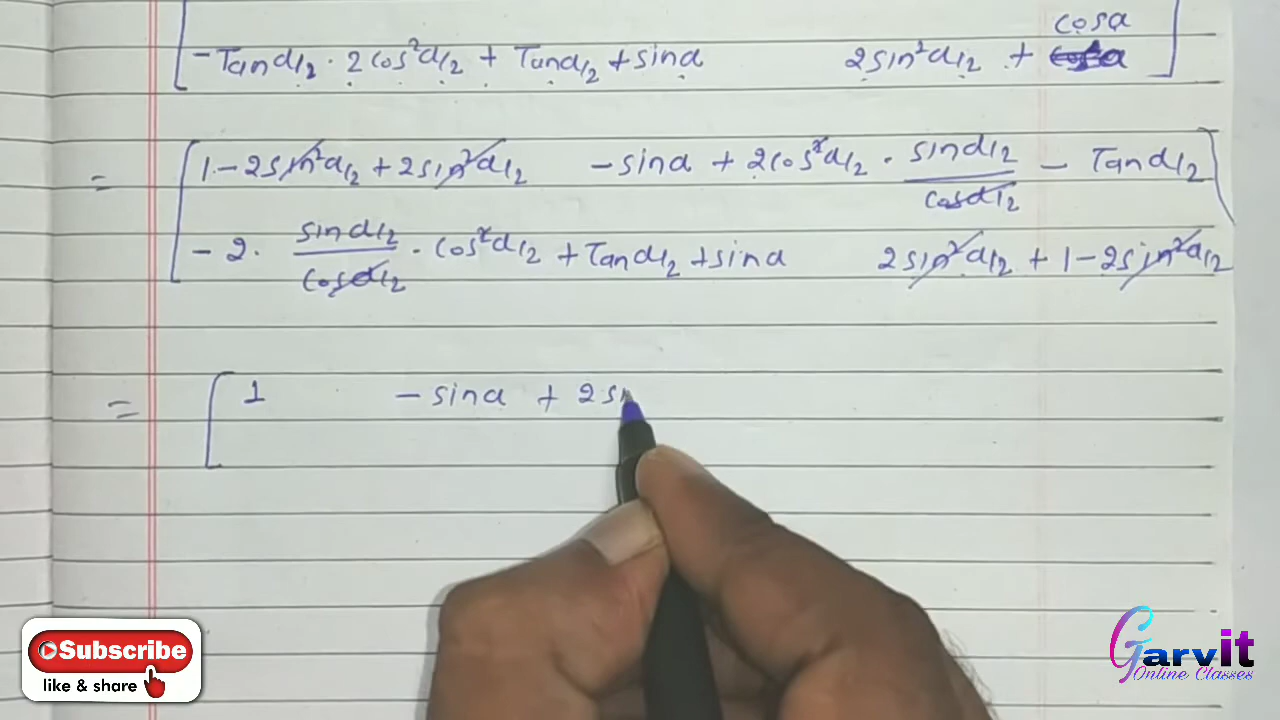 cosα
-Tanα/2 · 2cos²α/2 + Tanα/2 + sinα 2sin²α/2 +
= [1 - 2sin²α/2 + 2sin²α/2 -sinα + 2cos²α/2 · sinα/2 / cosα/2 - Tanα/2]
-2 · sinα/2 / cosα/2 · cos²α/2 + Tanα/2 + sinα 2sin²α/2 + 1 - 2sin²α/2
= [1 -sinα + 2s
Subscribe
like & share
Garvit
Online Classes